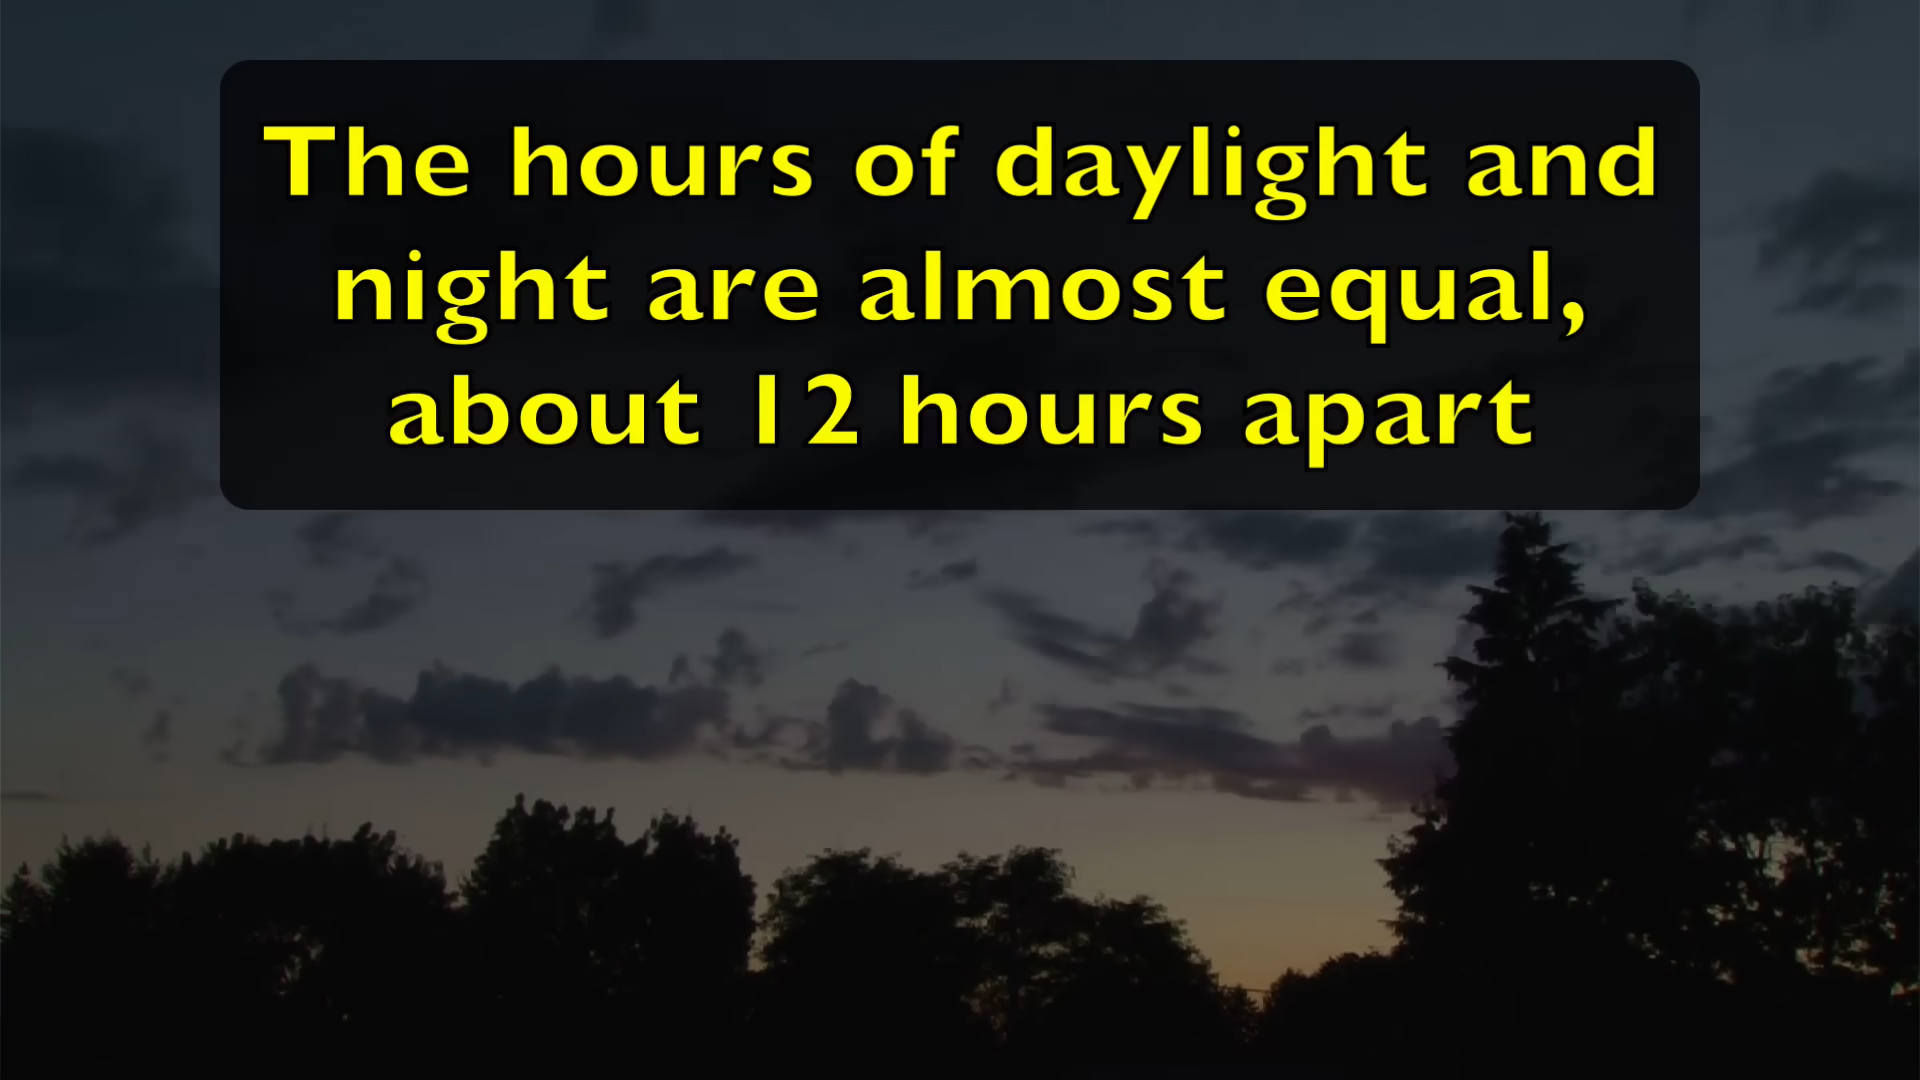 The hours of daylight and
night are almost equal,
about 12 hours apart